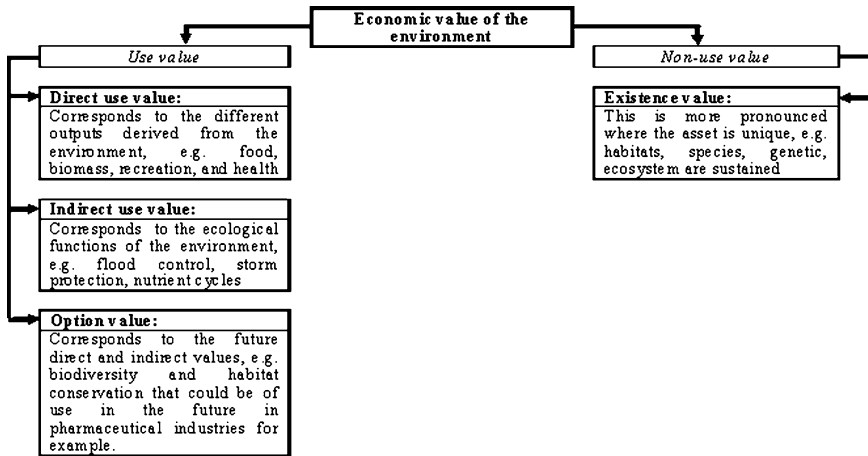 Economic value of the
environment
Use value
Non-use value
Direct use value:
Corresponds to the different
outputs derived from the
environment, e.g. food,
biomass, recreation, and health
Existence value:
This is more pronounced
where the asset is unique, e.g.
habitats, species, genetic,
ecosystem are sustained
Indirect use value:
Corresponds to the ecological
functions of the environment,
e.g. flood control, storm
protection, nutrient cycles
Option value:
Corresponds to the future
direct and indirect values, e.g.
biodiversity and habitat
conservation that could be of
use in the future in
pharmaceutical industries for
example.